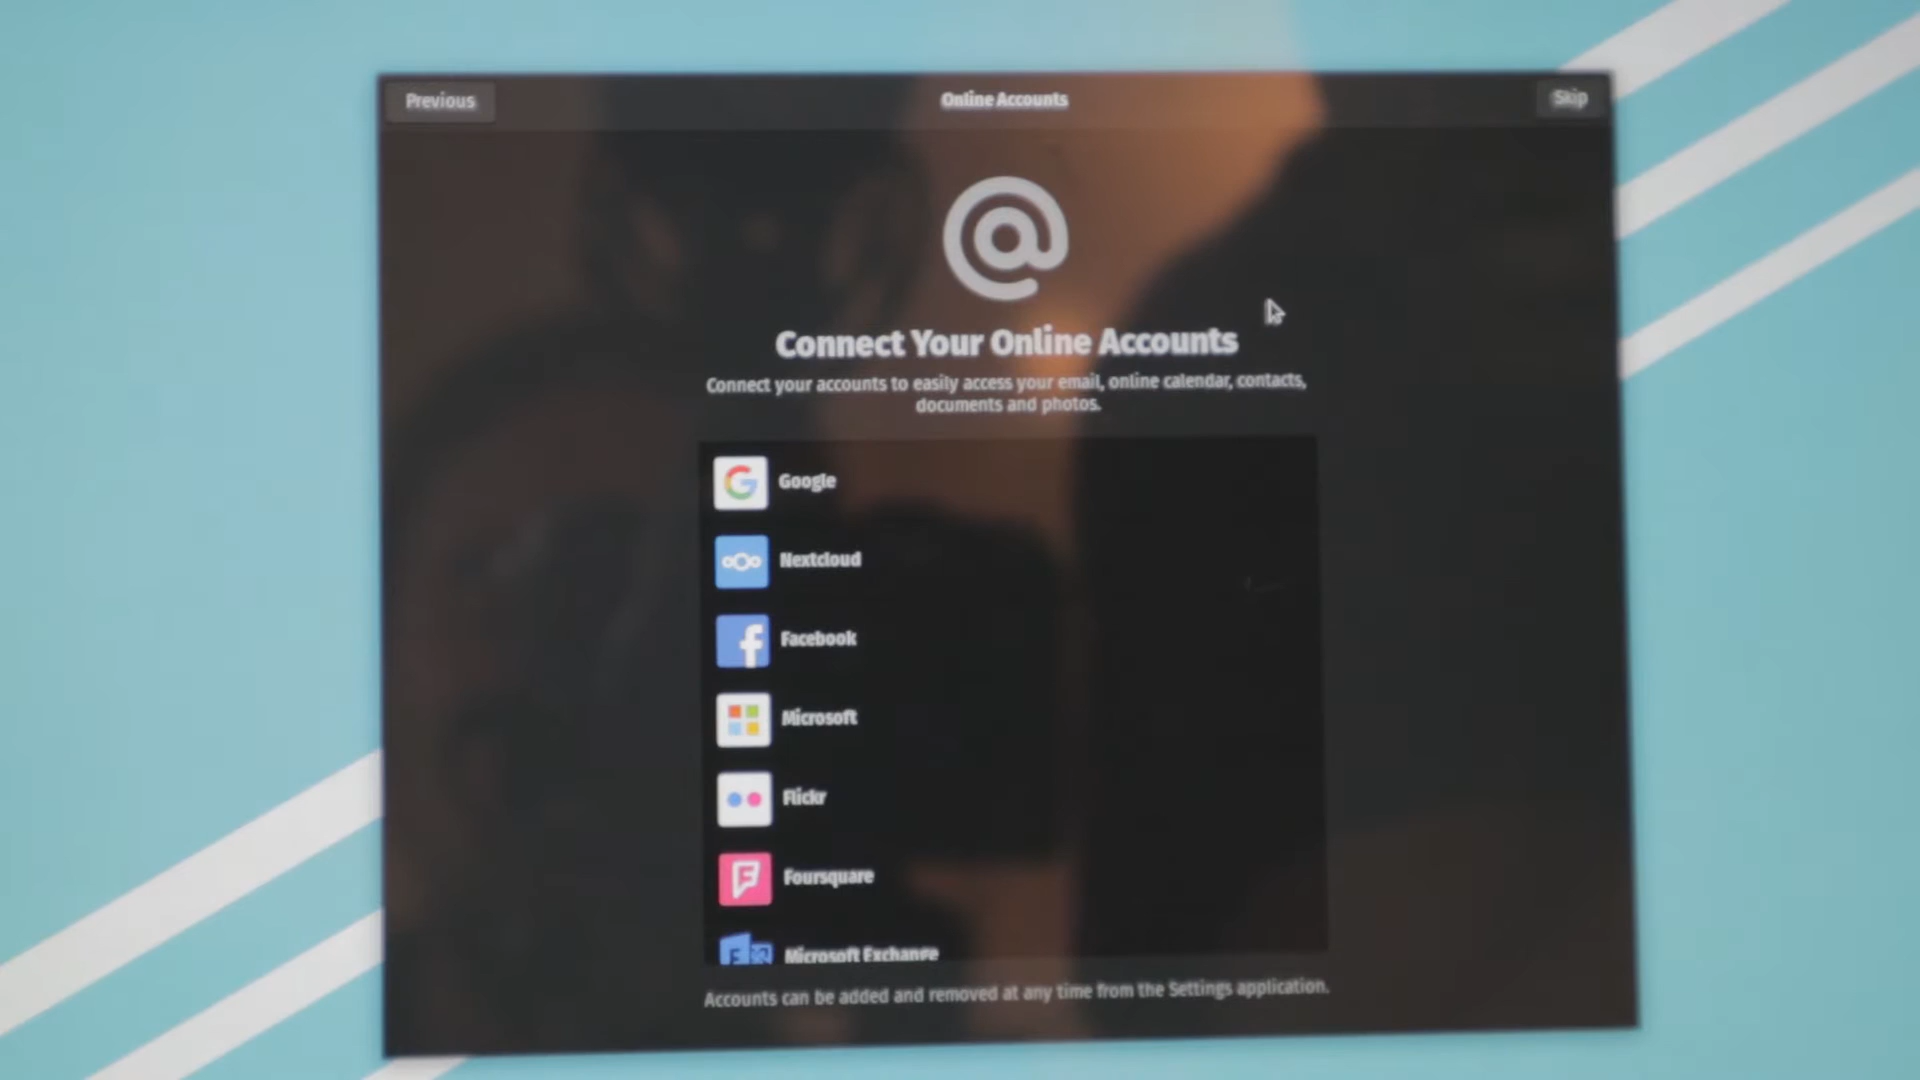 Previous
Online Accounts
Skip
Connect Your Online Accounts
Connect your accounts to easily access your email, online calendar, contacts,
documents and photos.
Google
Nextcloud
Facebook
Microsoft
Flickr
Foursquare
Microsoft Exchange
Accounts can be added and removed at any time from the Settings application.